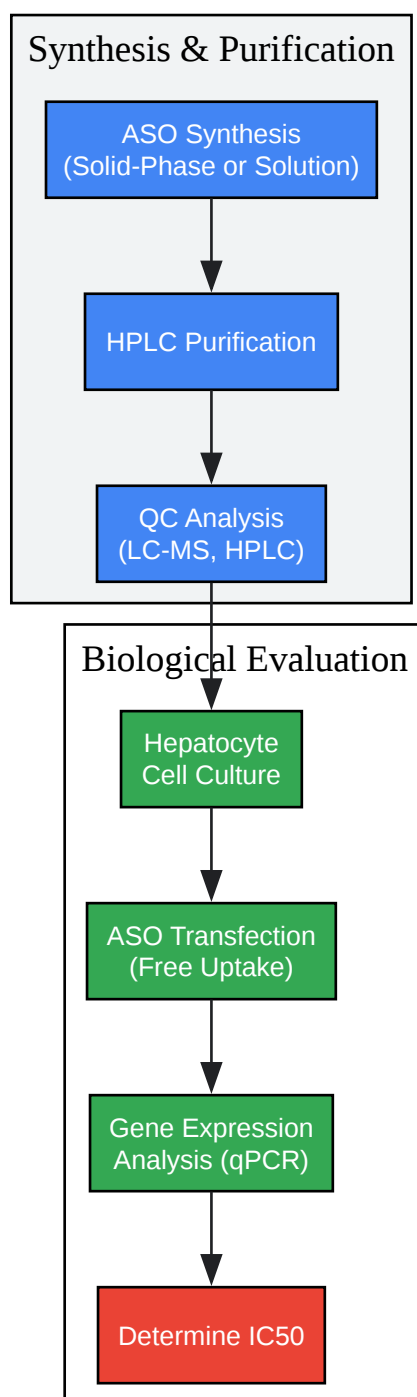 Synthesis & Purification
ASO Synthesis
(Solid-Phase or Solution)
HPLC Purification
QC Analysis
(LC-MS, HPLC)
Biological Evaluation
Hepatocyte
Cell Culture
ASO Transfection
(Free Uptake)
Gene Expression
Analysis (qPCR)
Determine IC50